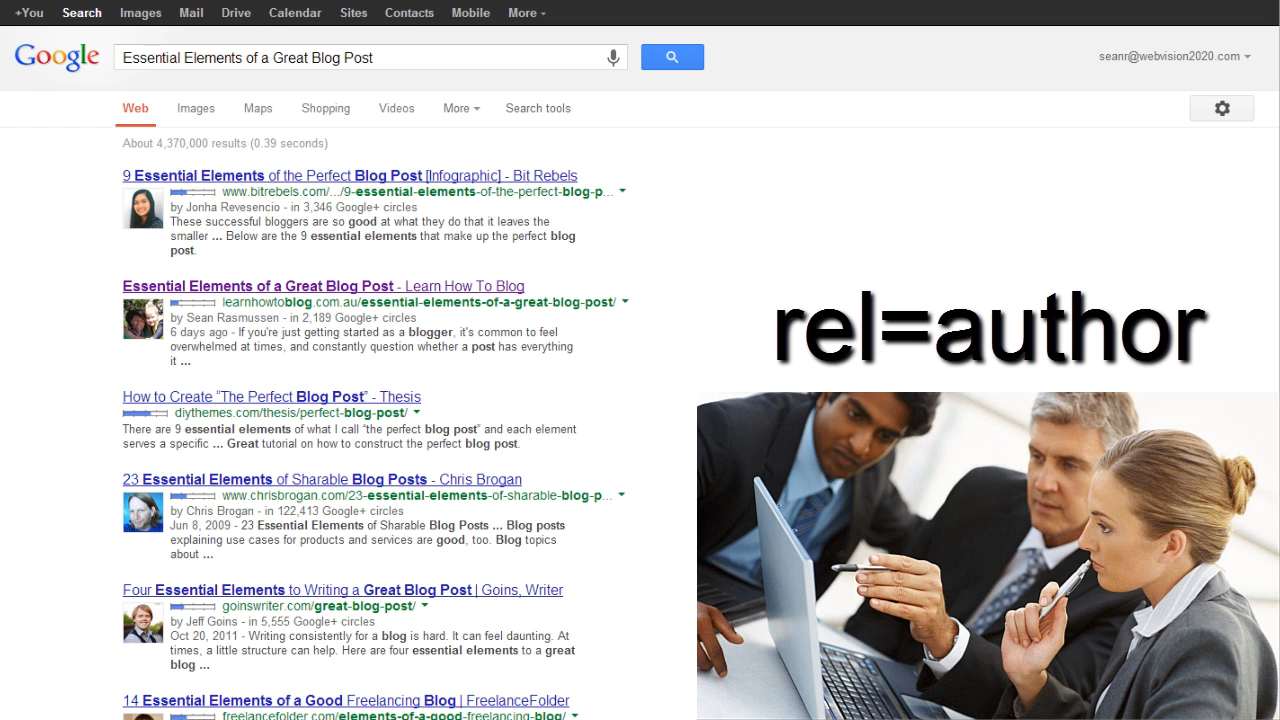 +You Search Images Mail Drive Calendar Sites Contacts Mobile More
Google
Essential Elements of a Great Blog Post
seanr@webvision2020.com
Web Images Maps Shopping Videos More Search tools
About 4,370,000 results (0.39 seconds)
9 Essential Elements of the Perfect Blog Post [Infographic] - Bit Rebels
www.bitrebels.com/.../9-essential-elements-of-the-perfect-blog-p...
by Jonha Revesencio - in 3,346 Google+ circles
These successful bloggers are so good at what they do that it leaves the
smaller ... Below are the 9 essential elements that make up the perfect blog
post.
Essential Elements of a Great Blog Post - Learn How To Blog
learnhowtoblog.com.au/essential-elements-of-a-great-blog-post/
by Sean Rasmussen - in 2,189 Google+ circles
6 days ago - If you're just getting started as a blogger, it's common to feel
overwhelmed at times, and constantly question whether a post has everything
it ...
How to Create "The Perfect Blog Post" - Thesis
diythemes.com/thesis/perfect-blog-post/
There are 9 essential elements of what I call "the perfect blog post" and each element
serves a specific ... Great tutorial on how to construct the perfect blog post.
23 Essential Elements of Sharable Blog Posts - Chris Brogan
www.chrisbrogan.com/23-essential-elements-of-sharable-blog-p...
by Chris Brogan - in 122,413 Google+ circles
Jun 8, 2009 - 23 Essential Elements of Sharable Blog Posts ... Blog posts
explaining use cases for products and services are good, too. Blog topics
about ...
Four Essential Elements to Writing a Great Blog Post | Goins, Writer
goinswriter.com/great-blog-post/
by Jeff Goins - in 5,555 Google+ circles
Oct 20, 2011 - Writing consistently for a blog is hard. It can feel daunting. At
times, a little structure can help. Here are four essential elements to a great
blog ...
14 Essential Elements of a Good Freelancing Blog | FreelanceFolder
freelancefolder.com/elements-of-a-good-freelancing-blog/
rel=author